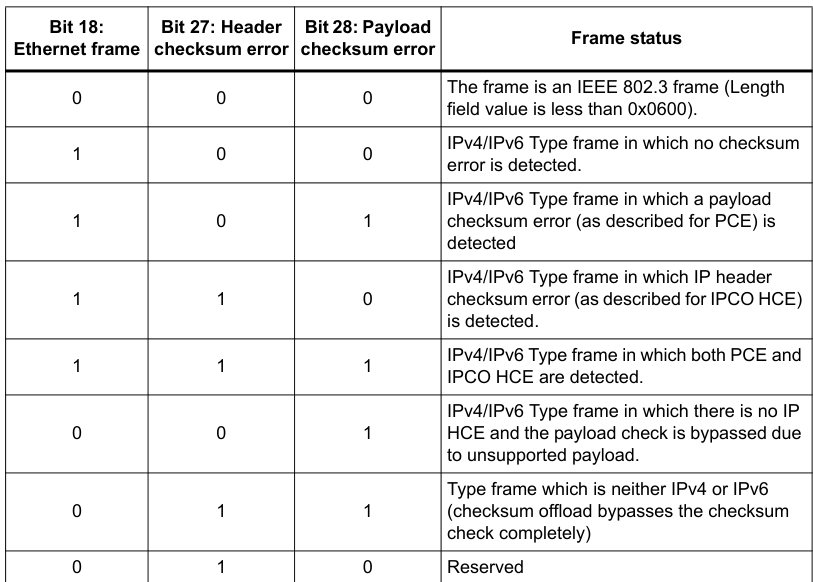 Bit 18: Ethernet frame Bit 27: Header checksum error Bit 28: Payload checksum error Frame status
0 0 0 The frame is an IEEE 802.3 frame (Length
field value is less than 0x0600).
1 0 0 IPv4/IPv6 Type frame in which no checksum
error is detected.
1 0 1 IPv4/IPv6 Type frame in which a payload
checksum error (as described for PCE) is
detected
1 1 0 IPv4/IPv6 Type frame in which IP header
checksum error (as described for IPCO HCE)
is detected.
1 1 1 IPv4/IPv6 Type frame in which both PCE and
IPCO HCE are detected.
0 0 1 IPv4/IPv6 Type frame in which there is no IP
HCE and the payload check is bypassed due
to unsupported payload.
0 1 1 Type frame which is neither IPv4 or IPv6
(checksum offload bypasses the checksum
check completely)
0 1 0 Reserved